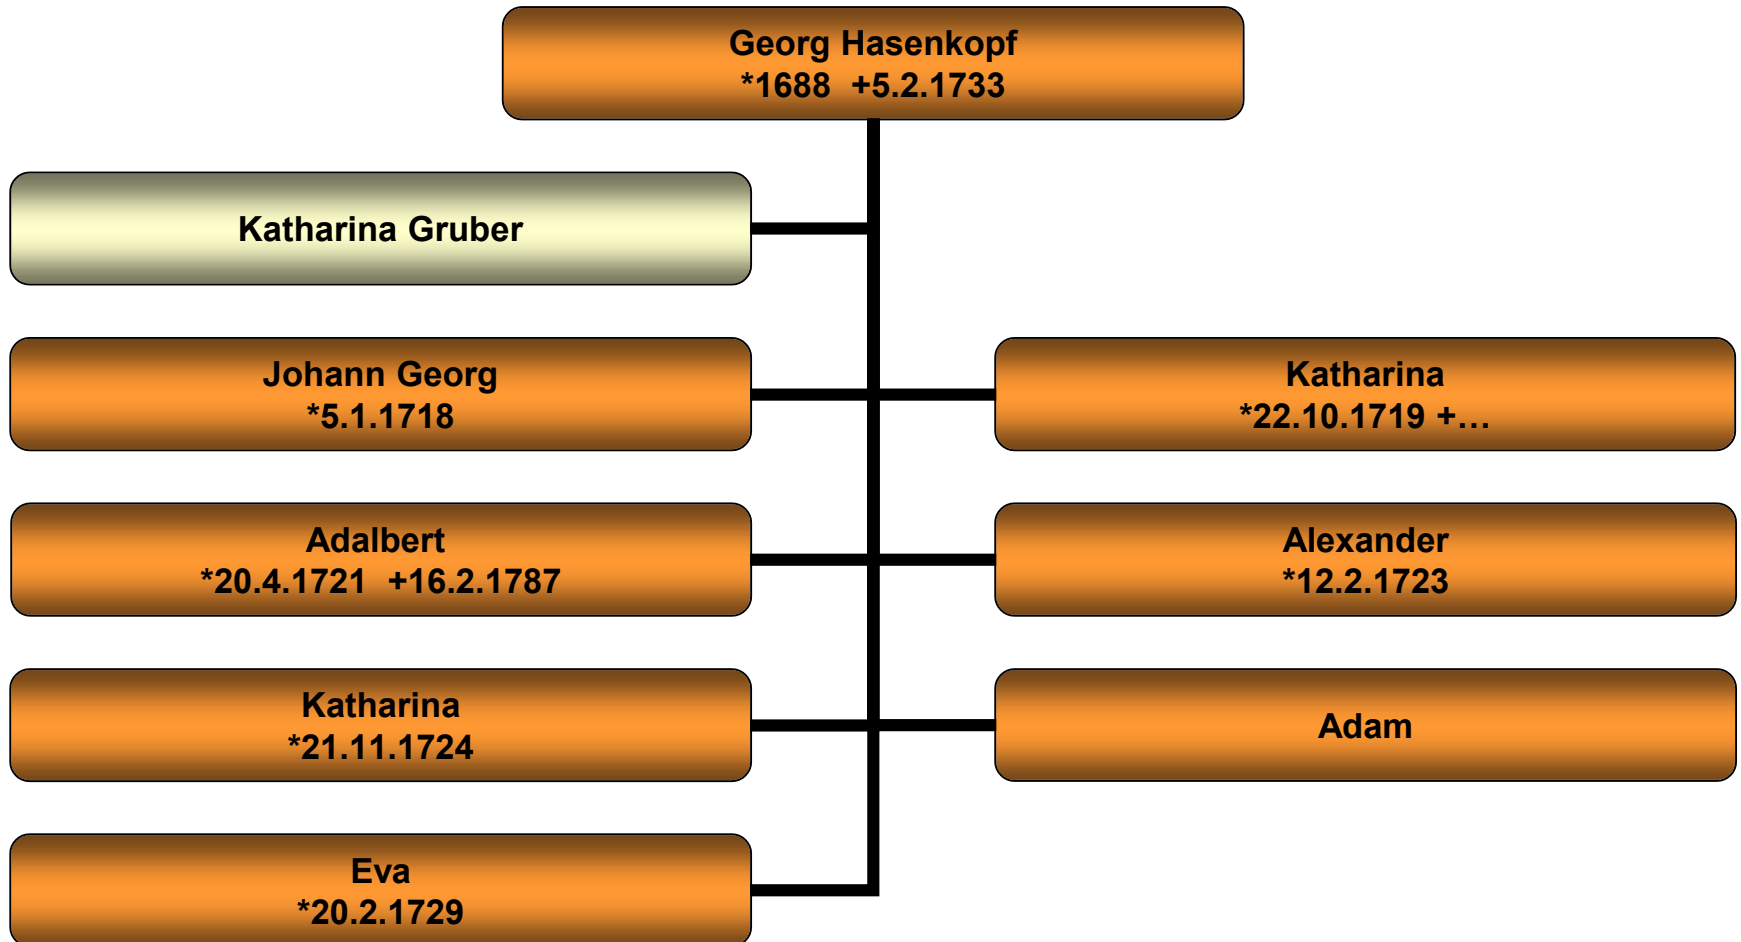 Georg Hasenkopf
*1688  +5.2.1733
Katharina Gruber
Johann Georg
*5.1.1718
Katharina
*22.10.1719 +…
Adalbert
*20.4.1721  +16.2.1787
Alexander
*12.2.1723
Katharina
*21.11.1724
Adam
Eva
*20.2.1729